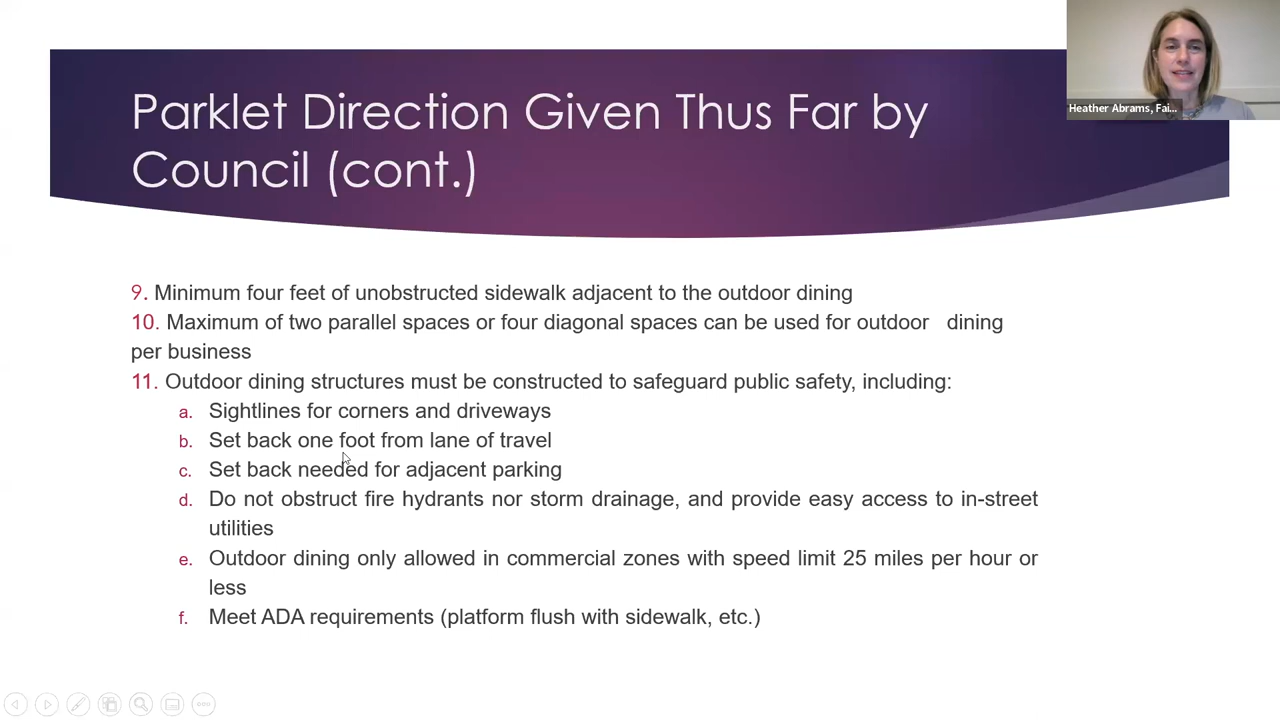 Parklet Direction Given Thus Far by
Council (cont.)
Heather Abrams, Fai...
9. Minimum four feet of unobstructed sidewalk adjacent to the outdoor dining
10. Maximum of two parallel spaces or four diagonal spaces can be used for outdoor dining
per business
11. Outdoor dining structures must be constructed to safeguard public safety, including:
a. Sightlines for corners and driveways
b. Set back one foot from lane of travel
c. Set back needed for adjacent parking
d. Do not obstruct fire hydrants nor storm drainage, and provide easy access to in-street
utilities
e. Outdoor dining only allowed in commercial zones with speed limit 25 miles per hour or
less
f. Meet ADA requirements (platform flush with sidewalk, etc.)